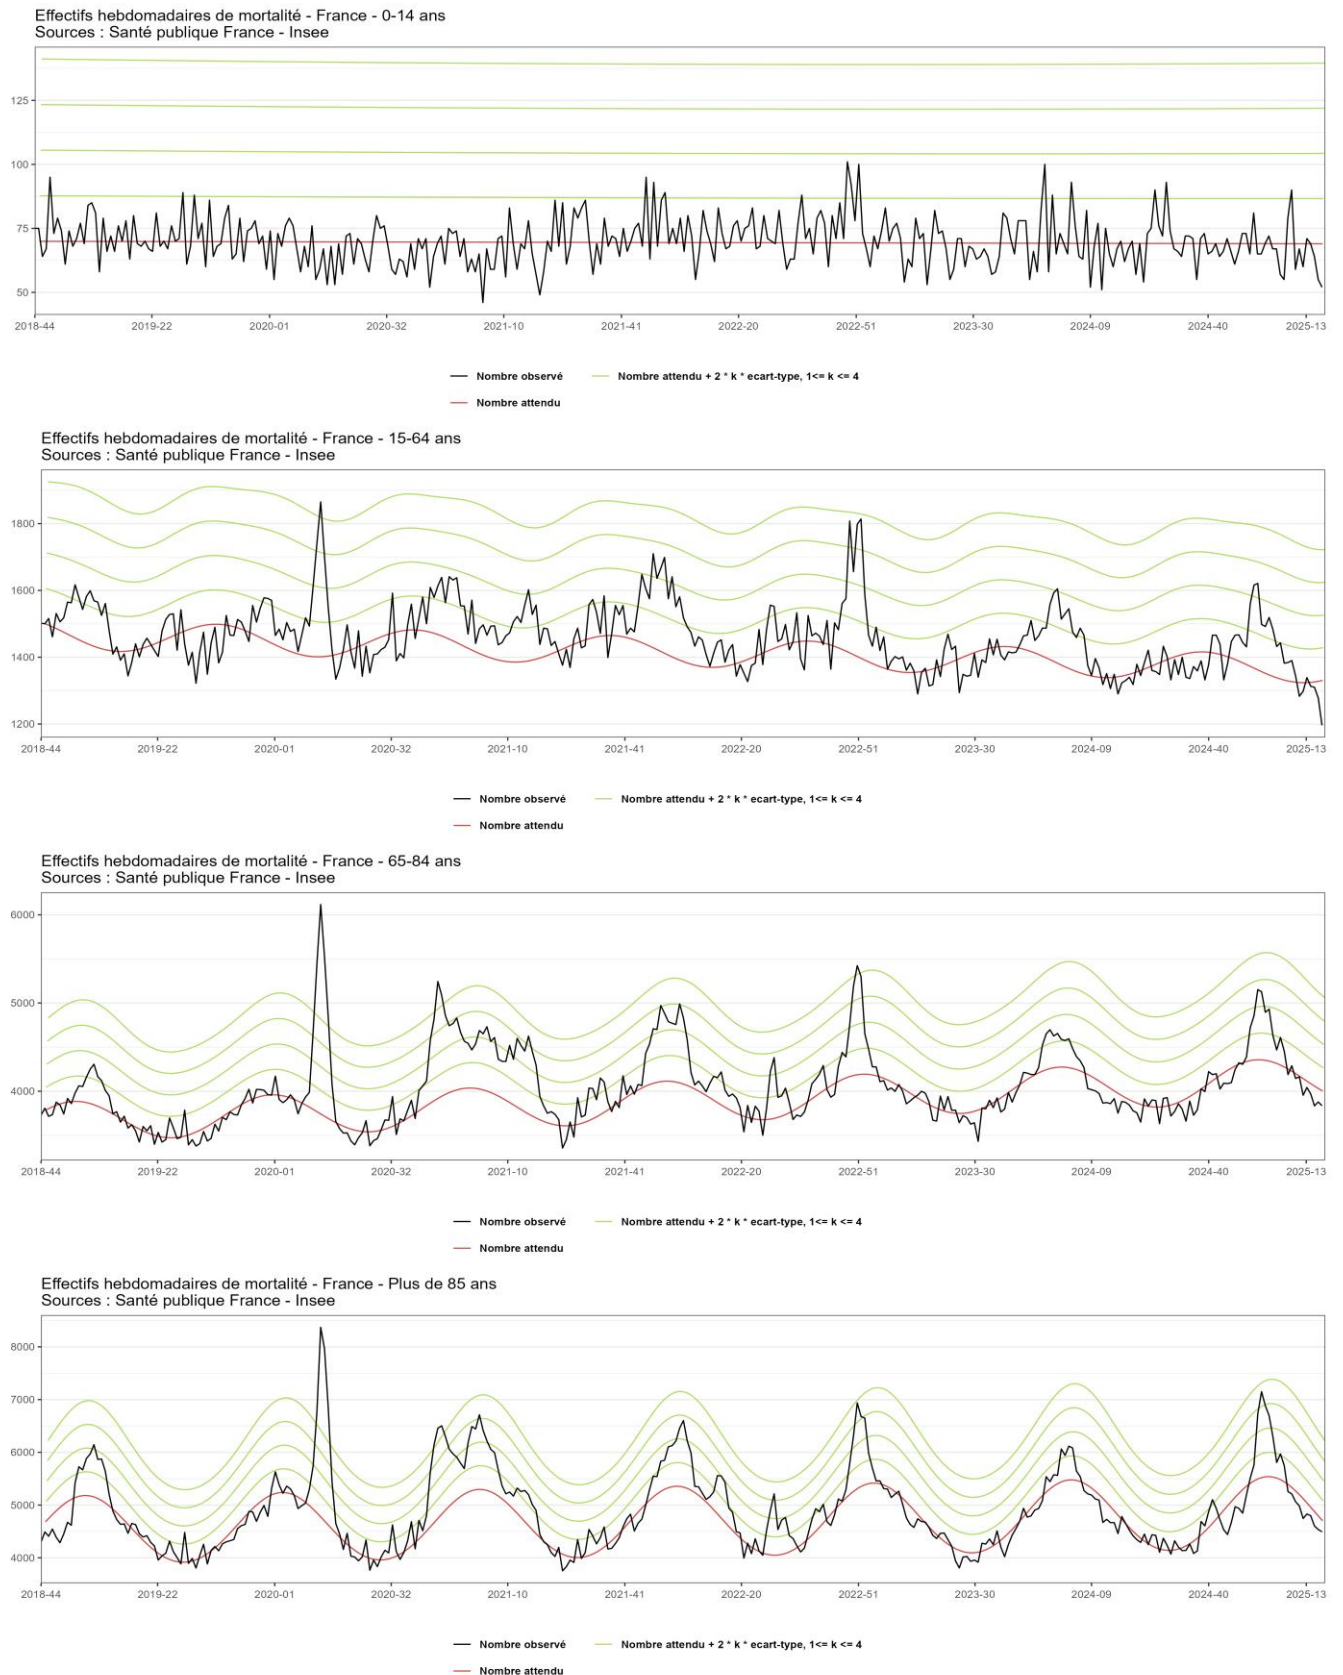 Effectifs hebdomadaires de mortalité - France - 0-14 ans
Sources : Santé publique France - Insee
125
100
75
50
2018-44 2019-22 2020-01 2020-32 2021-10 2021-41 2022-20 2022-51 2023-30 2024-09 2024-40 2025-13
Nombre observé Nombre attendu + 2 * k * ecart-type, 1<= k <= 4
Nombre attendu
Effectifs hebdomadaires de mortalité - France - 15-64 ans
Sources : Santé publique France - Insee
1800
1600
1400
1200
2018-44 2019-22 2020-01 2020-32 2021-10 2021-41 2022-20 2022-51 2023-30 2024-09 2024-40 2025-13
Nombre observé Nombre attendu + 2 * k * ecart-type, 1<= k <= 4
Nombre attendu
Effectifs hebdomadaires de mortalité - France - 65-84 ans
Sources : Santé publique France - Insee
6000
5000
4000
2018-44 2019-22 2020-01 2020-32 2021-10 2021-41 2022-20 2022-51 2023-30 2024-09 2024-40 2025-13
Nombre observé Nombre attendu + 2 * k * ecart-type, 1<= k <= 4
Nombre attendu
Effectifs hebdomadaires de mortalité - France - Plus de 85 ans
Sources : Santé publique France - Insee
8000
7000
6000
5000
4000
2018-44 2019-22 2020-01 2020-32 2021-10 2021-41 2022-20 2022-51 2023-30 2024-09 2024-40 2025-13
Nombre observé Nombre attendu + 2 * k * ecart-type, 1<= k <= 4
Nombre attendu